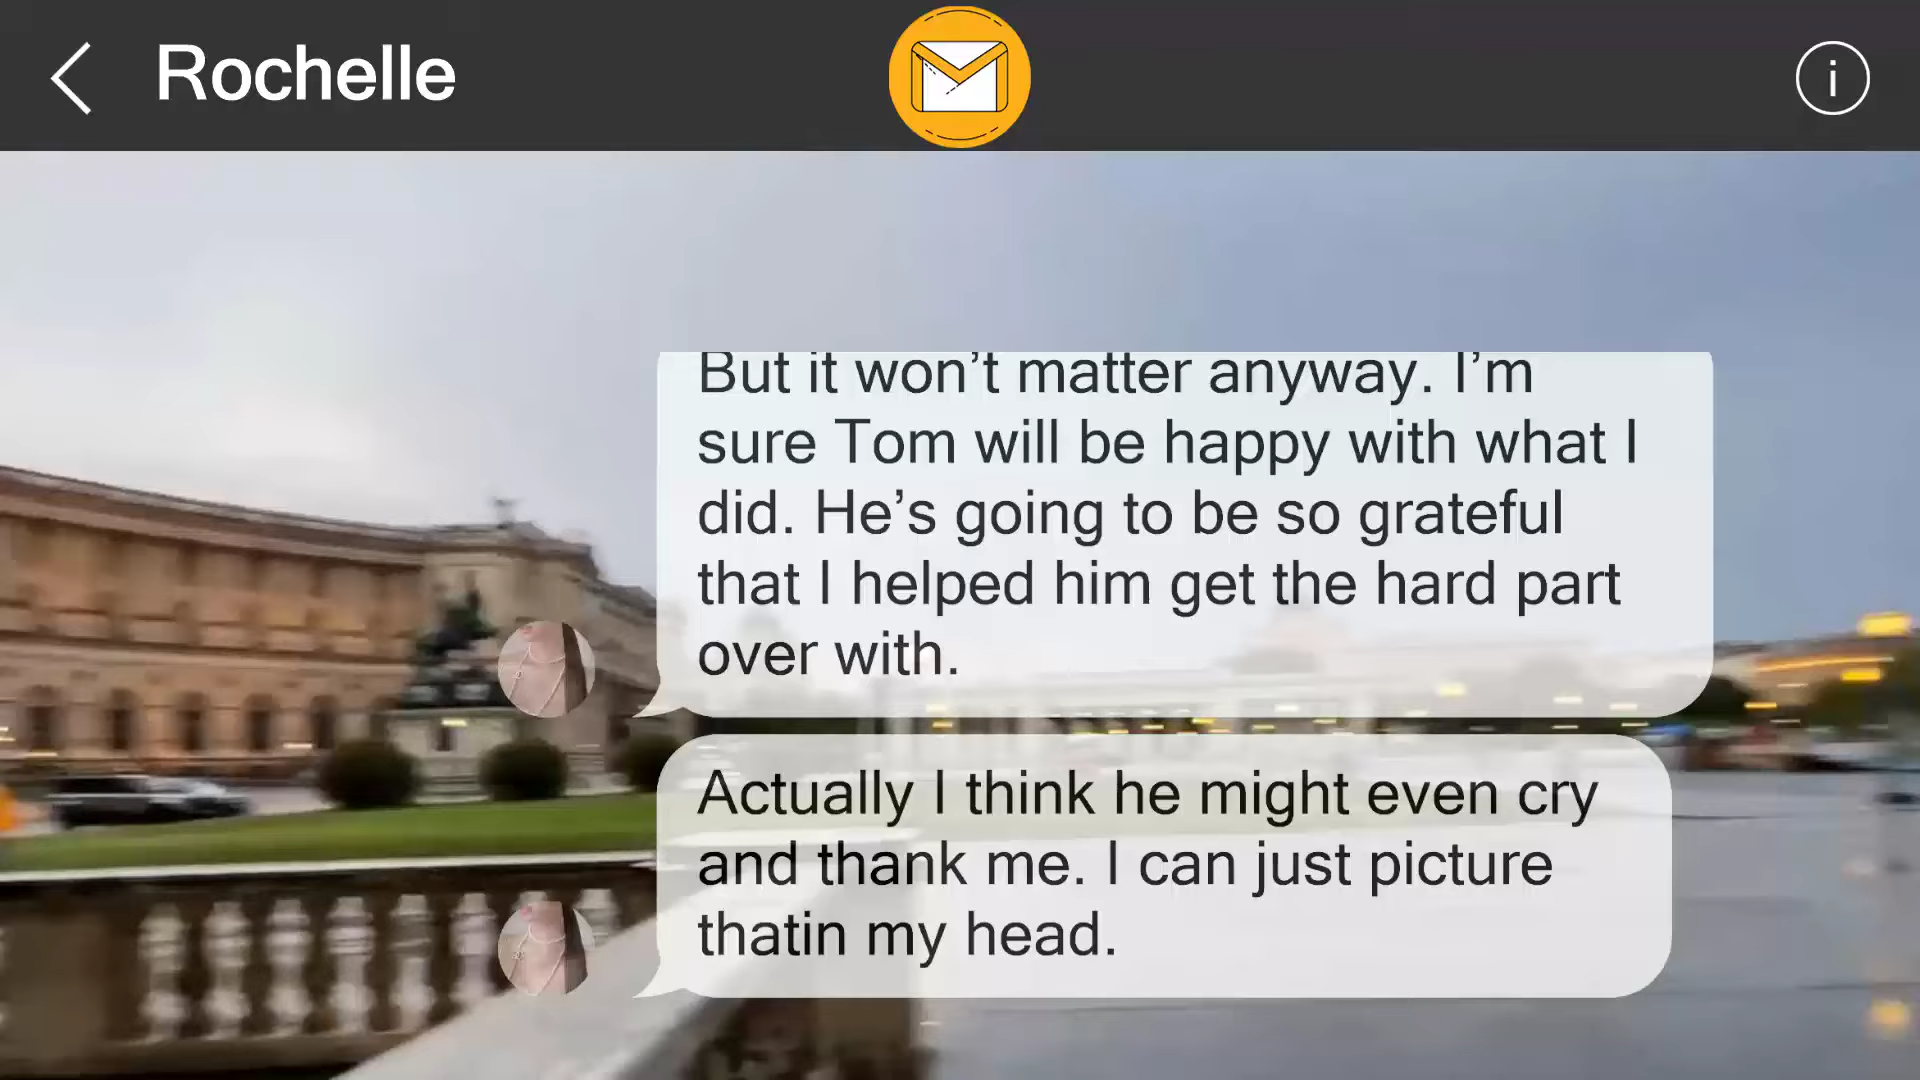 Rochelle
But it won’t matter anyway. I’m
sure Tom will be happy with what I
did. He’s going to be so grateful
that I helped him get the hard part
over with.
Actually I think he might even cry
and thank me. I can just picture
thatin my head.